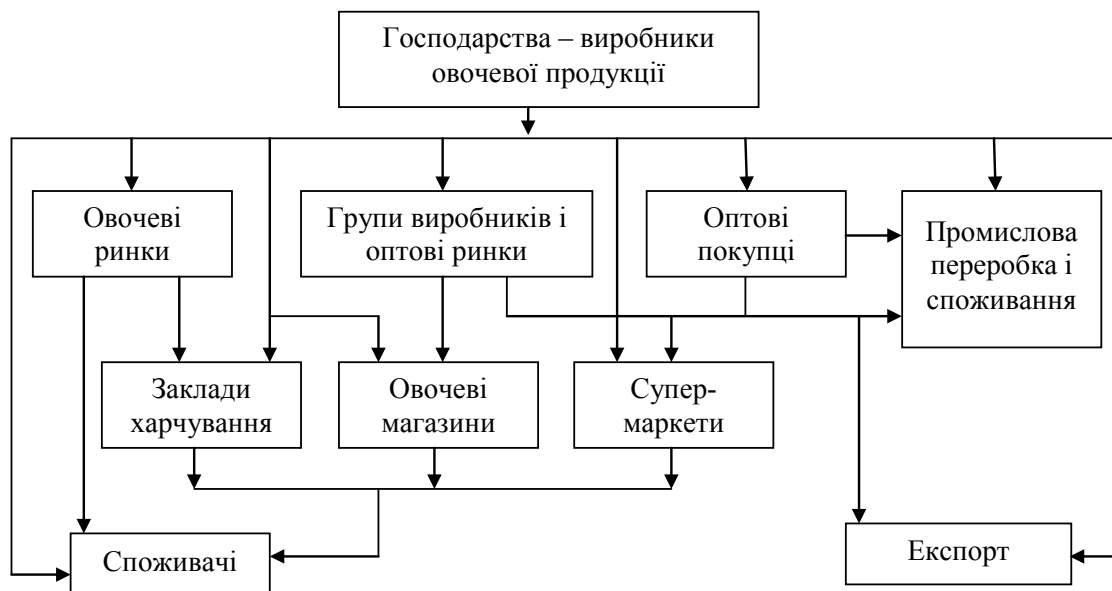 Господарства – виробники
овочевої продукції
Овочеві
ринки
Групи виробників і
оптові ринки
Оптові
покупці
Промислова
переробка і
споживання
Заклади
харчування
Овочеві
магазини
Супер-
маркети
Споживачі
Експорт